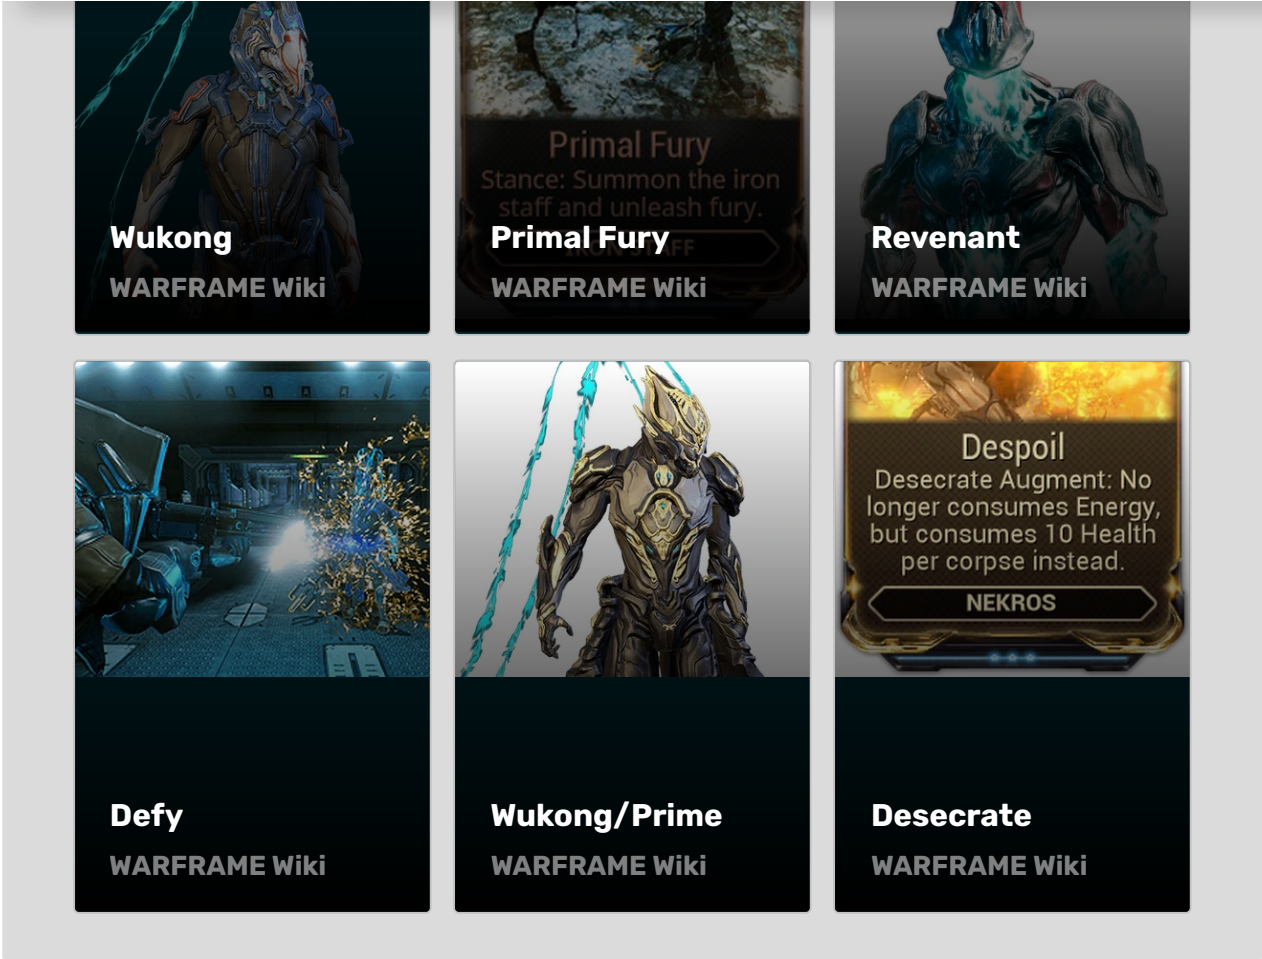 Primal Fury
Stance: Summon the iron
staff and unleash fury.
IRON STAFF
Wukong
WARFRAME Wiki
Primal Fury
WARFRAME Wiki
Revenant
WARFRAME Wiki
Despoil
Desecrate Augment: No
longer consumes Energy,
but consumes 10 Health
per corpse instead.
NEKROS
Defy
WARFRAME Wiki
Wukong/Prime
WARFRAME Wiki
Desecrate
WARFRAME Wiki